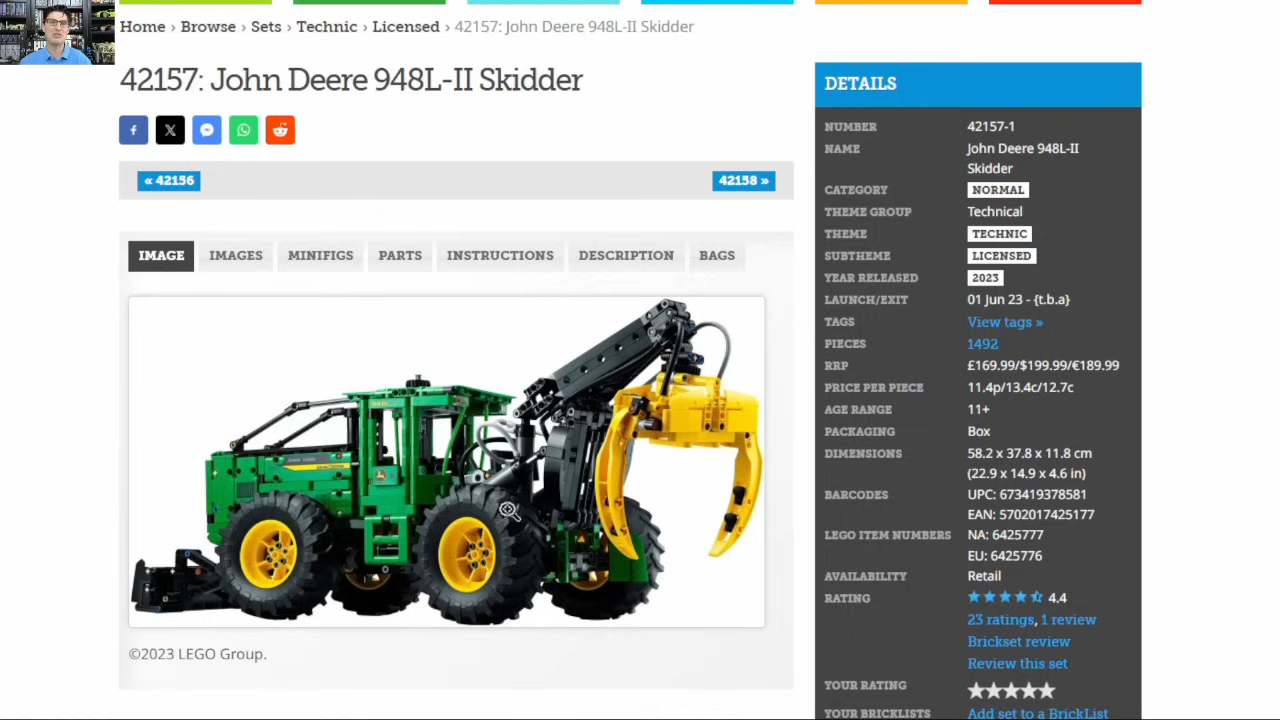 Home › Browse › Sets › Technic › Licensed › 42157: John Deere 948L-II Skidder
42157: John Deere 948L-II Skidder
« 42156
42158 »
IMAGE
IMAGES
MINIFIGS
PARTS
INSTRUCTIONS
DESCRIPTION
BAGS
©2023 LEGO Group.
DETAILS
NUMBER 42157-1
NAME John Deere 948L-II
Skidder
CATEGORY NORMAL
THEME GROUP Technical
THEME TECHNIC
SUBTHEME LICENSED
YEAR RELEASED 2023
LAUNCH/EXIT 01 Jun 23 - {t.b.a}
TAGS View tags »
PIECES 1492
RRP £169.99/$199.99/€189.99
PRICE PER PIECE 11.4p/13.4c/12.7c
AGE RANGE 11+
PACKAGING Box
DIMENSIONS 58.2 x 37.8 x 11.8 cm
(22.9 x 14.9 x 4.6 in)
BARCODES UPC: 673419378581
EAN: 5702017425177
LEGO ITEM NUMBERS NA: 6425777
EU: 6425776
AVAILABILITY Retail
RATING 4.4
23 ratings, 1 review
Brickset review
Review this set
YOUR RATING
YOUR BRICKLISTS Add set to a BrickList